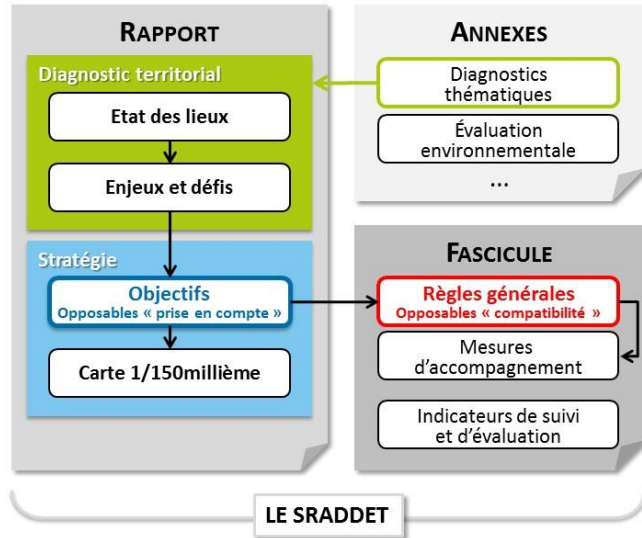 RAPPORT
Diagnostic territorial
Etat des lieux
Enjeux et défis
Stratégie
Objectifs
Opposables « prise en compte »
Carte 1/150millième
ANNEXES
Diagnostics
thématiques
Évaluation
environnementale
...
FASCICULE
Règles générales
Opposables « compatibilité »
Mesures
d'accompagnement
Indicateurs de suivi
et d'évaluation
LE SRADDET